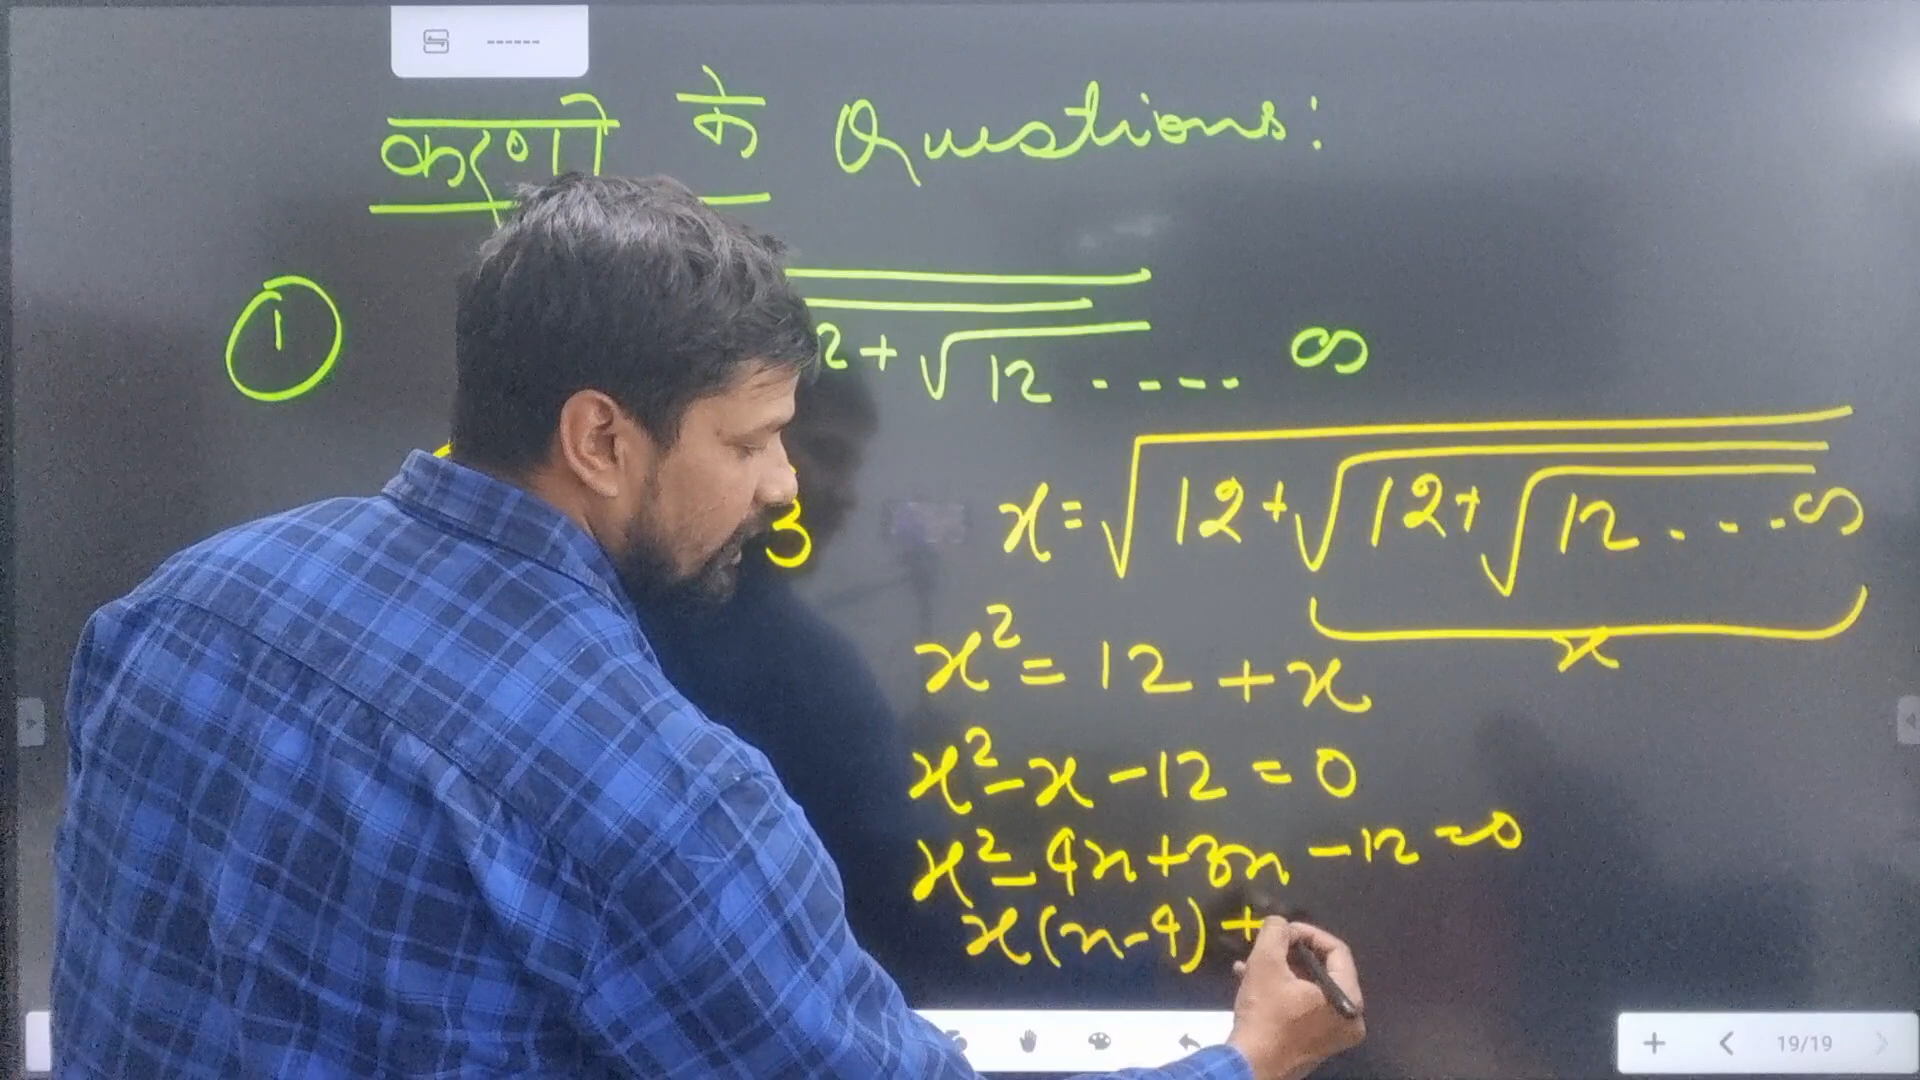 ------
करणी के Questions:
1
2+√12 ---- ∞
3
x=√12+√12+√12...∞
x
x²=12+x
x²-x-12=0
x²-4x+3x-12=0
x(x-4)+
19/19